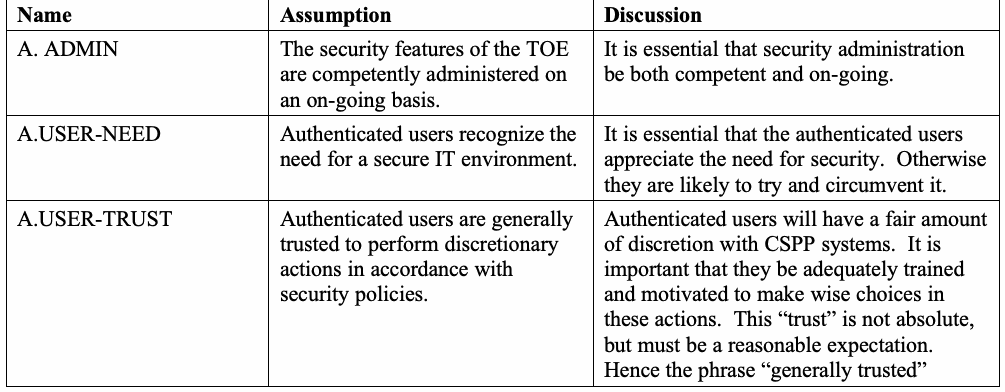 Name Assumption Discussion
A. ADMIN The security features of the TOE It is essential that security administration
are competently administered on be both competent and on-going.
an on-going basis.
A.USER-NEED Authenticated users recognize the It is essential that the authenticated users
need for a secure IT environment. appreciate the need for security.  Otherwise
they are likely to try and circumvent it.
A.USER-TRUST Authenticated users are generally Authenticated users will have a fair amount
trusted to perform discretionary of discretion with CSPP systems.  It is
actions in accordance with important that they be adequately trained
security policies. and motivated to make wise choices in
these actions.  This “trust” is not absolute,
but must be a reasonable expectation.
Hence the phrase “generally trusted”